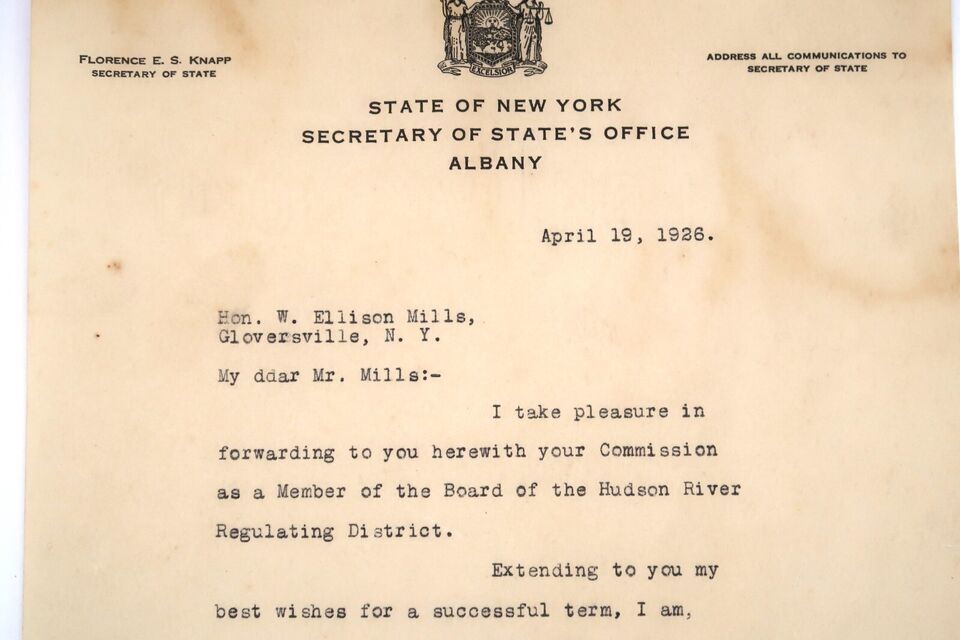 EXCELSIOR
FLORENCE E. S. KNAPP
SECRETARY OF STATE
ADDRESS ALL COMMUNICATIONS TO
SECRETARY OF STATE
STATE OF NEW YORK
SECRETARY OF STATE'S OFFICE
ALBANY
April 19, 1926.
Hon. W. Ellison Mills,
Gloversville, N. Y.
My ddar Mr. Mills:-
I take pleasure in
forwarding to you herewith your Commission
as a Member of the Board of the Hudson River
Regulating District.
Extending to you my
best wishes for a successful term, I am,